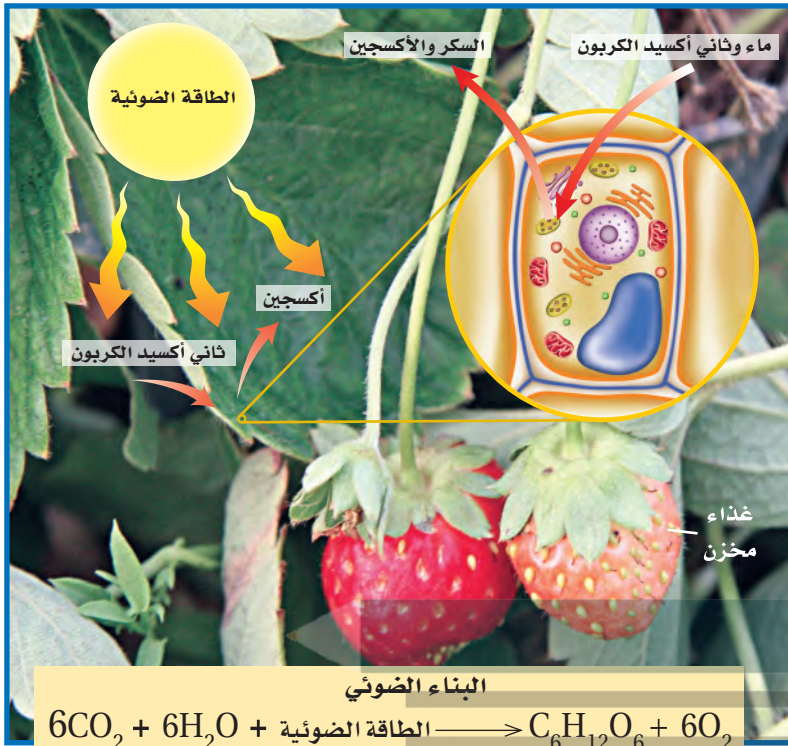 ماء وثاني أكسيد الكربون
السكر والأكسجين
الطاقة الضوئية
أكسجين
ثاني أكسيد الكربون
غذاء
مخزن
البناء الضوئي
6CO₂ + 6H₂O + الطاقة الضوئية ⟶ C₆H₁₂O₆ + 6O₂